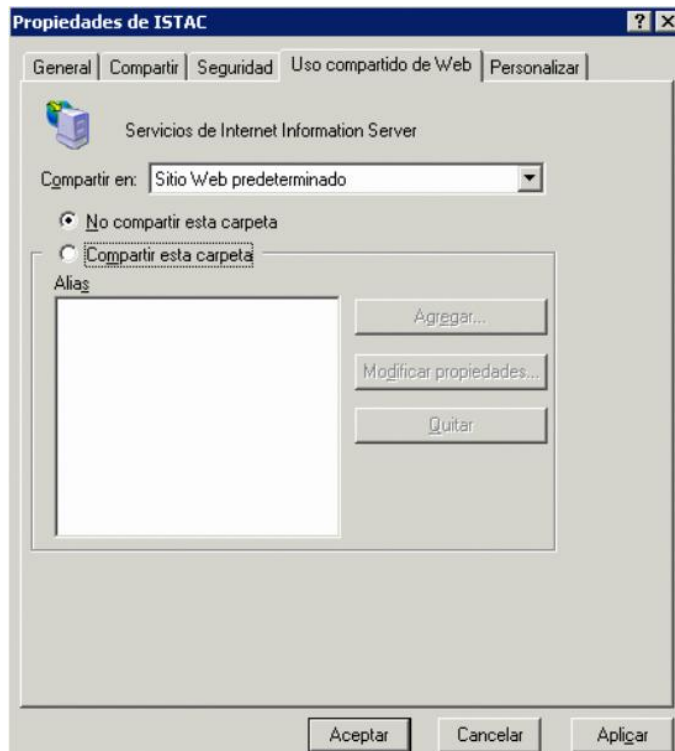 Propiedades de ISTAC
General Compartir Seguridad Uso compartido de Web Personalizar
Servicios de Internet Information Server
Compartir en: Sitio Web predeterminado
No compartir esta carpeta
Compartir esta carpeta
Alias
Agregar...
Modificar propiedades...
Quitar
Aceptar Cancelar Aplicar